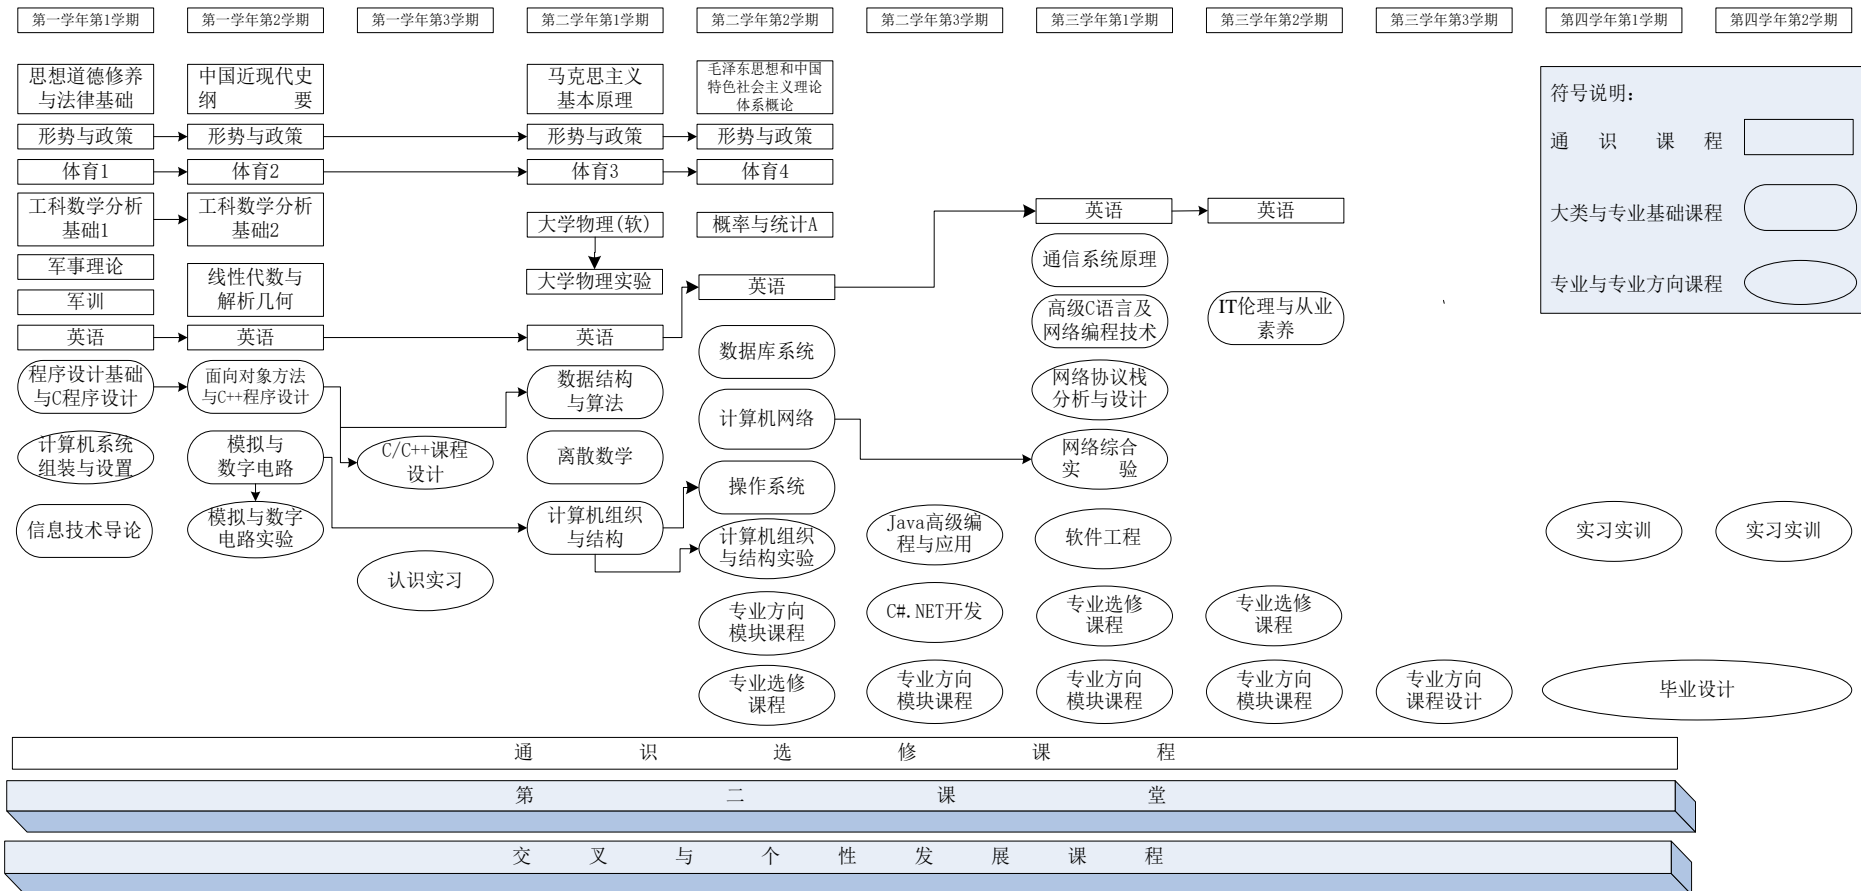 第一学年第1学期
第一学年第2学期
第一学年第3学期
第二学年第1学期
第二学年第2学期
第二学年第3学期
第三学年第1学期
第三学年第2学期
第三学年第3学期
第四学年第1学期
第四学年第2学期
思想道德修养
与法律基础
形势与政策
体育1
工科数学分析
基础1
军事理论
军训
英语
程序设计基础
与C程序设计
计算机系统
组装与设置
信息技术导论
中国近现代史
纲 要
形势与政策
体育2
工科数学分析
基础2
线性代数与
解析几何
英语
面向对象方法
与C++程序设计
模拟与
数字电路
模拟与数字
电路实验
C/C++课程
设计
认识实习
马克思主义
基本原理
形势与政策
体育3
大学物理(软)
大学物理实验
英语
数据结构
与算法
离散数学
计算机组织
与结构
毛泽东思想和中国
特色社会主义理论
体系概论
形势与政策
体育4
概率与统计A
英语
数据库系统
计算机网络
操作系统
计算机组织
与结构实验
专业方向
模块课程
专业选修
课程
Java高级编
程与应用
C#.NET开发
专业方向
模块课程
英语
通信系统原理
高级C语言及
网络编程技术
网络协议栈
分析与设计
网络综合
实 验
软件工程
专业选修
课程
专业方向
模块课程
英语
IT伦理与从业
素养
专业选修
课程
专业方向
模块课程
专业方向
课程设计
实习实训
实习实训
毕业设计
符号说明：
通 识 课 程
大类与专业基础课程
专业与专业方向课程
通 识 选 修 课 程
第 二 课 堂
交 叉 与 个 性 发 展 课 程